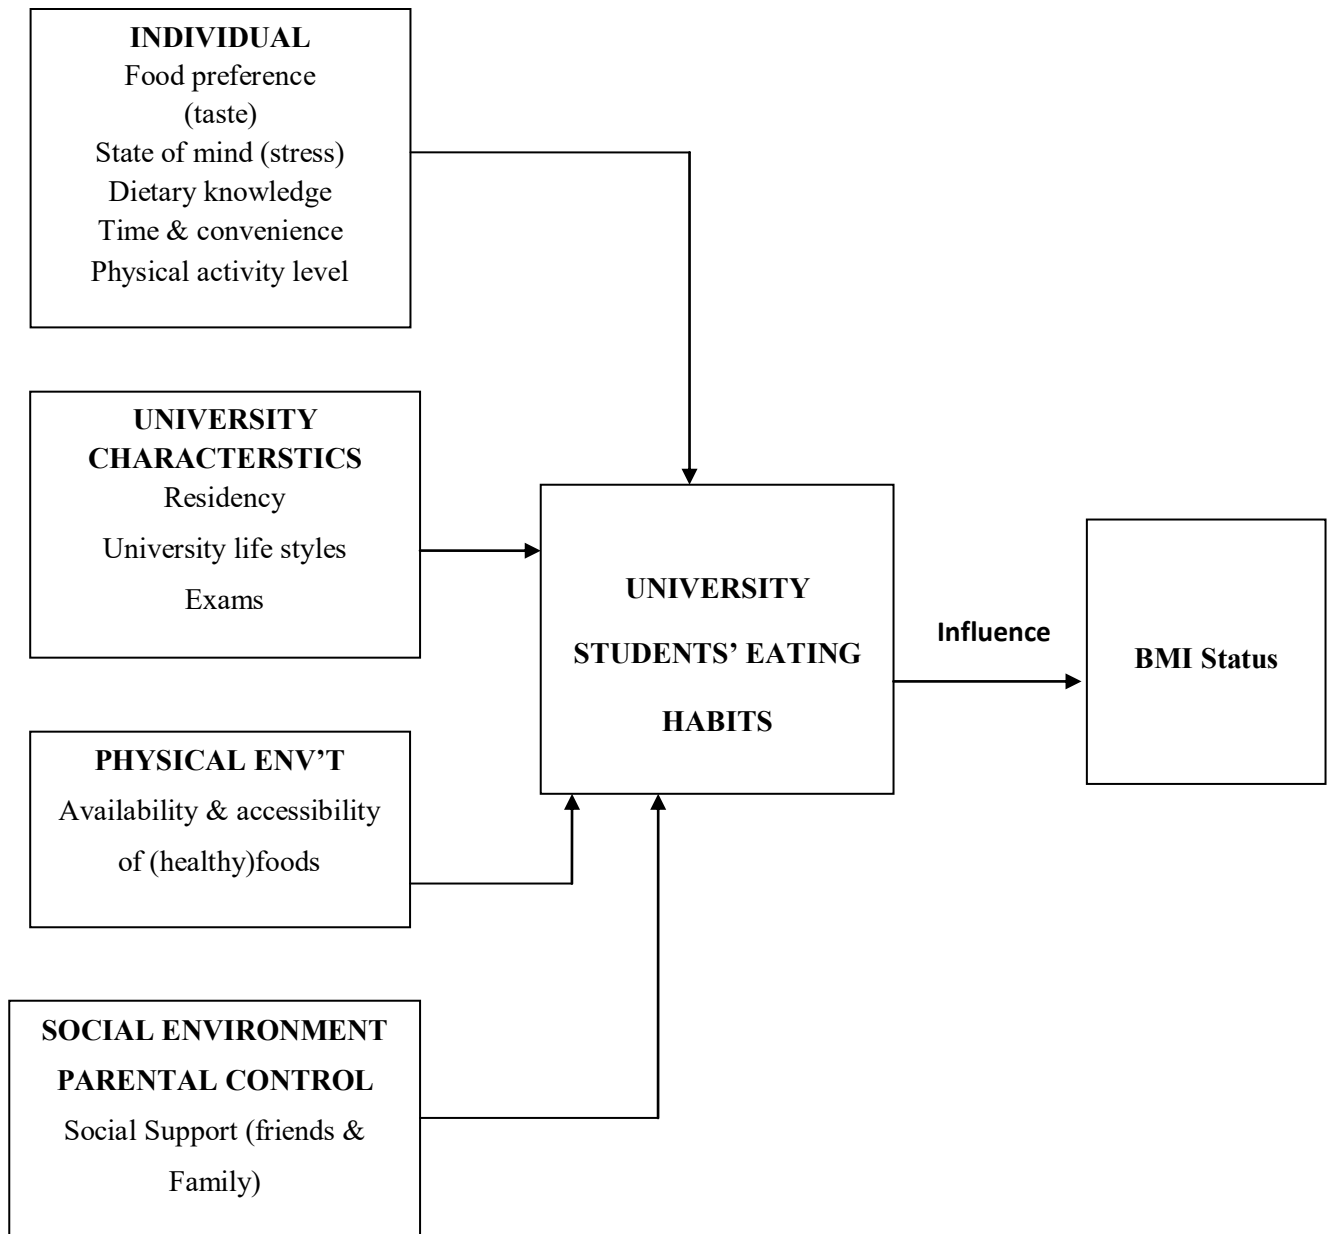 INDIVIDUAL
Food preference
(taste)
State of mind (stress)
Dietary knowledge
Time & convenience
Physical activity level
UNIVERSITY
CHARACTERSTICS
Residency
University life styles
Exams
PHYSICAL ENV’T
Availability & accessibility
of (healthy)foods
SOCIAL ENVIRONMENT
PARENTAL CONTROL
Social Support (friends &
Family)
UNIVERSITY
STUDENTS’ EATING
HABITS
Influence
BMI Status